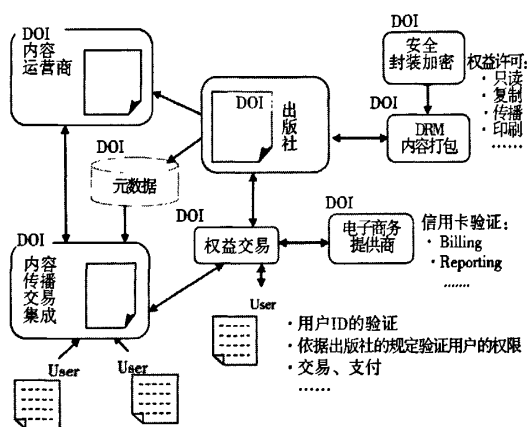 DOI
内容
运营商
DOI
出
版
社
DOI
安全
封装加密
权益许可：
· 只读
· 复制
· 传播
· 印刷
……
DOI
DRM
内容打包
DOI
元数据
DOI
权益交易
DOI
电子商务
提供商
信用卡验证：
· Billing
· Reporting
……
DOI
内容
传播
交易
集成
User
User
User
· 用户ID的验证
· 依据出版社的规定验证用户的权限
· 交易、支付
……